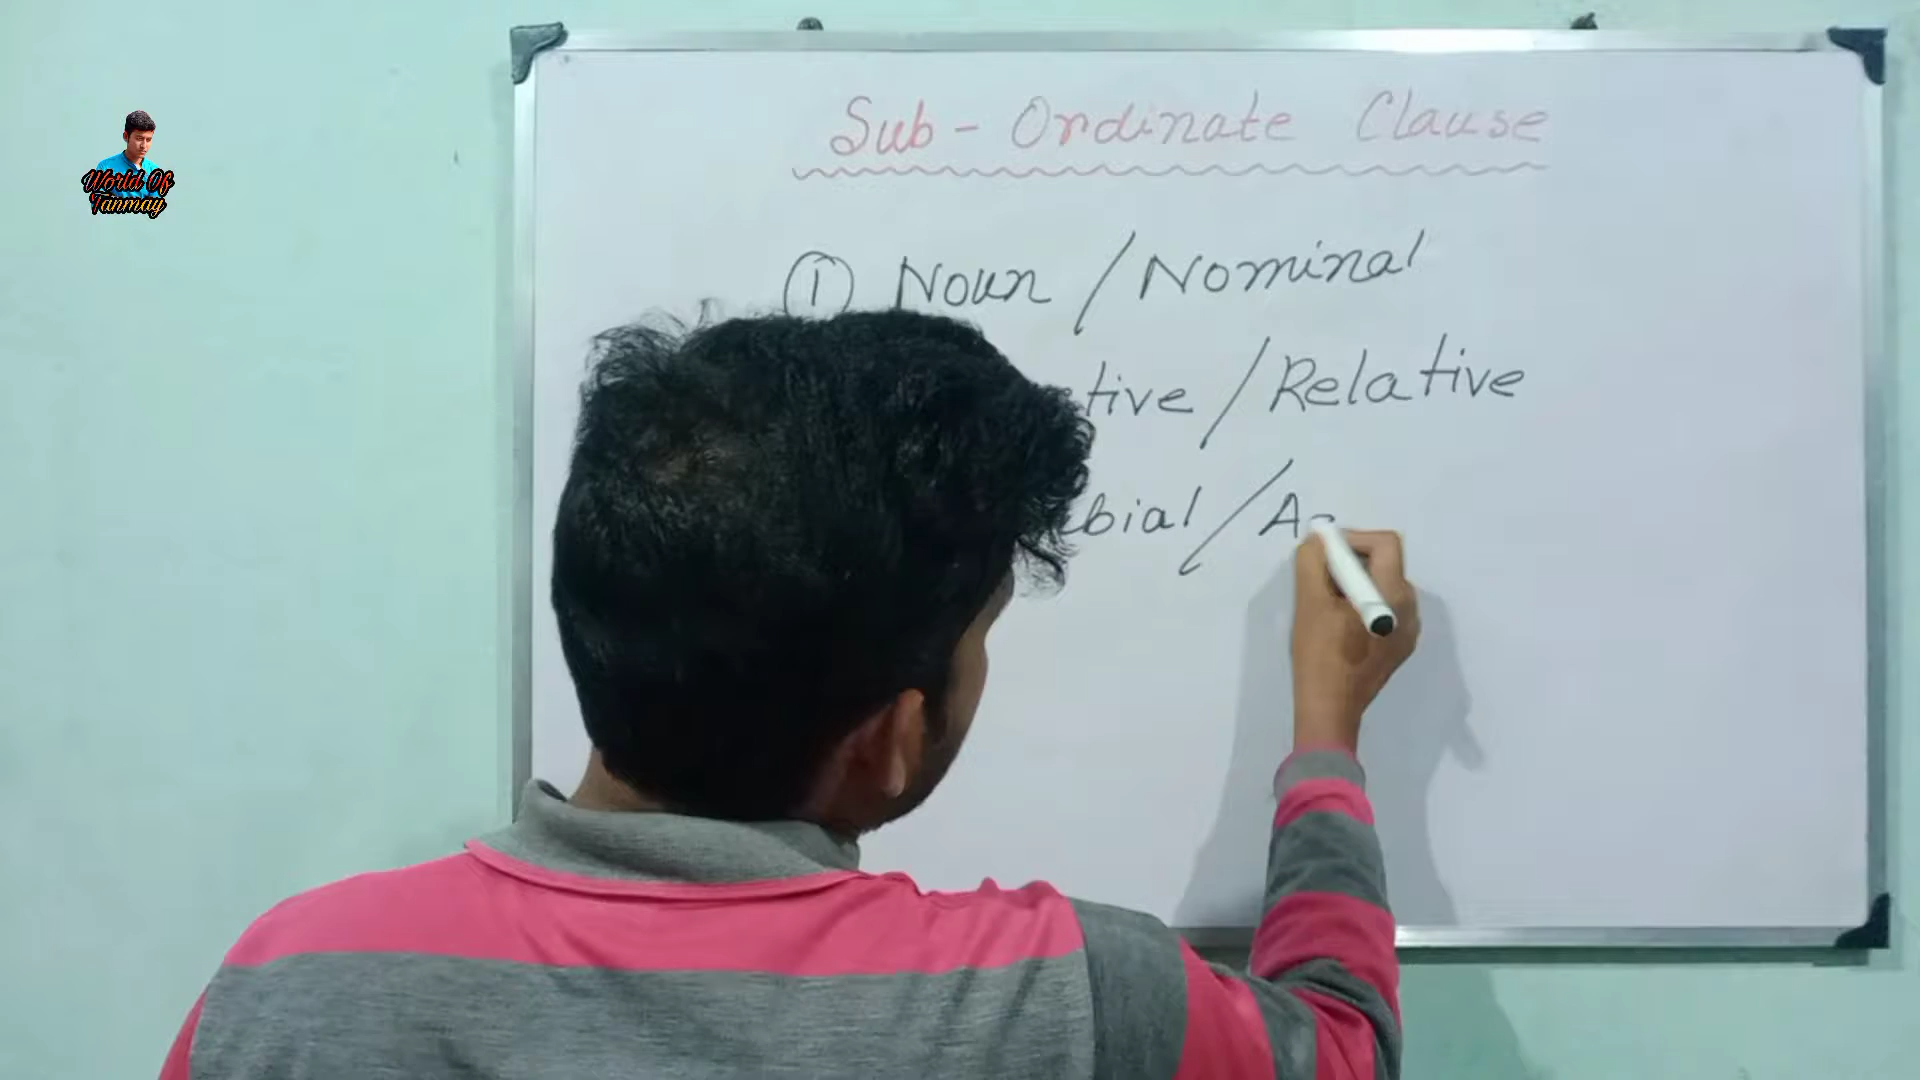 World Of
Tanmay
Sub-Ordinate Clause
① Noun / Nominal
tive / Relative
bial / A